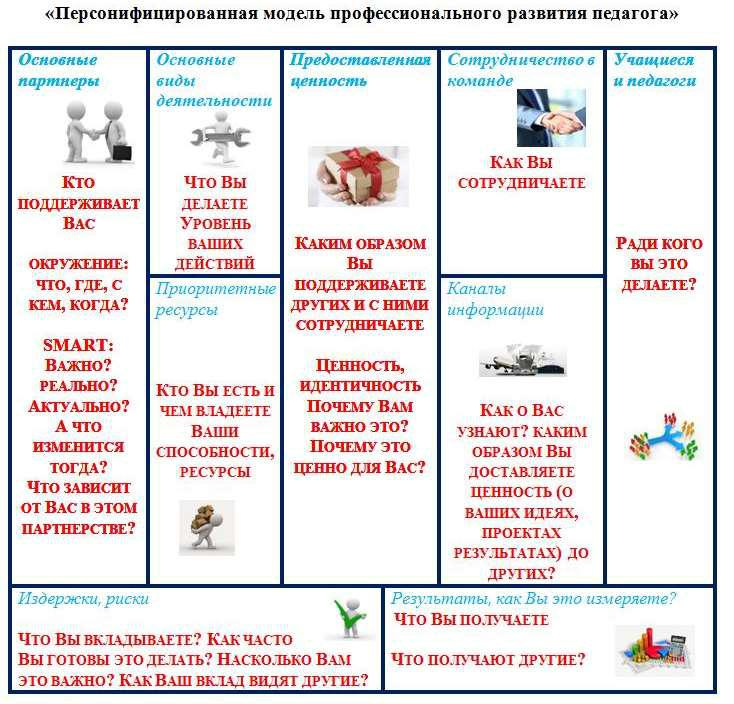 «Персонифицированная модель профессионального развития педагога»
Основные
партнеры
Кто
поддерживает
Вас
окружение:
что, где, с
кем, когда?
SMART:
Важно?
реально?
Актуально?
А что
изменится
тогда?
Что зависит
от Вас в этом
партнерстве?
Основные
виды
деятельности
Что Вы
делаете
Уровень
ваших
действий
Приоритетные
ресурсы
Кто Вы есть и
чем владеете
Ваши
способности,
ресурсы
Предоставленная
ценность
Каким образом
Вы
поддерживаете
других и с ними
сотрудничаете
Ценность,
идентичность
Почему Вам
важно это?
Почему это
ценно для Вас?
Сотрудничество в
команде
Как Вы
сотрудничаете
Каналы
информации
Как о Вас
узнают? каким
образом Вы
доставляете
ценность (о
ваших идеях,
проектах
результатах) до
других?
Учащиеся
и педагоги
Ради кого
вы это
делаете?
Издержки, риски
Что Вы вкладываете? Как часто
Вы готовы это делать? Насколько Вам
это важно? Как Ваш вклад видят другие?
Результаты, как Вы это измеряете?
Что Вы получаете
Что получают другие?